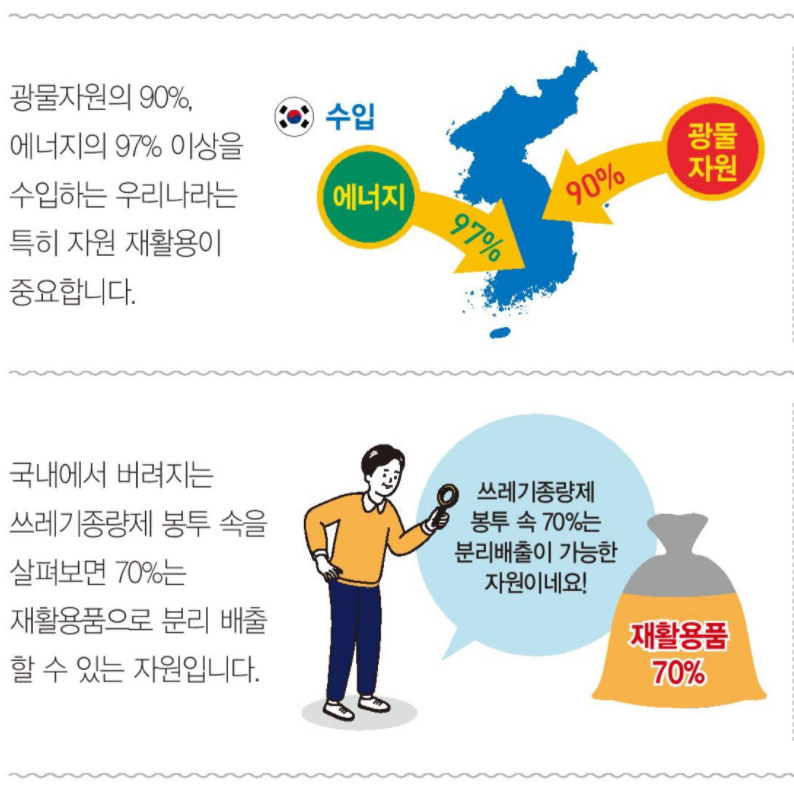 광물자원의 90%,
에너지의 97% 이상을
수입하는 우리나라는
특히 자원 재활용이
중요합니다.
수입
에너지
97%
90%
광물
자원
국내에서 버려지는
쓰레기종량제 봉투 속을
살펴보면 70%는
재활용품으로 분리 배출
할 수 있는 자원입니다.
쓰레기종량제
봉투 속 70%는
분리배출이 가능한
자원이네요!
재활용품
70%